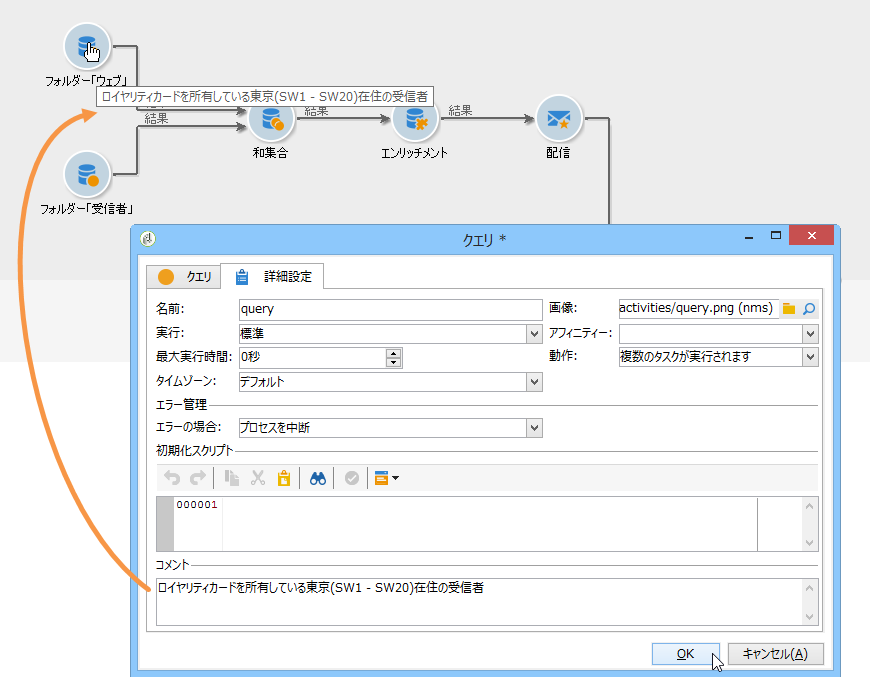 フォルダー「ウェブ」
ロイヤリティカードを所有している東京(SW1 - SW20)在住の受信者
結果
結果
結果
和集合
エンリッチメント
配信
フォルダー「受信者」
クエリ *
クエリ
詳細設定
名前:
query
画像:
activities/query.png (nms)
実行:
標準
アフィニティー:
最大実行時間:
0秒
動作:
複数のタスクが実行されます
タイムゾーン:
デフォルト
エラー管理
エラーの場合:
プロセスを中断
初期化スクリプト
000001
コメント
ロイヤリティカードを所有している東京(SW1 - SW20)在住の受信者
OK
キャンセル(A)